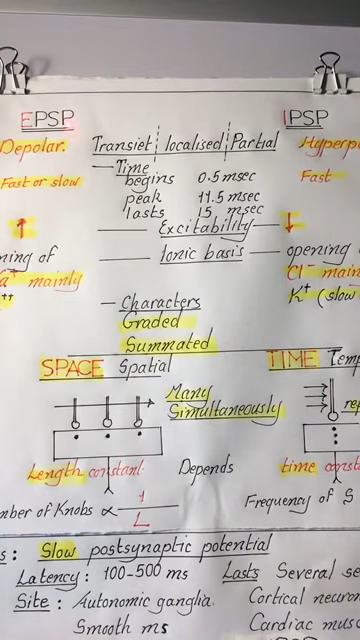 EPSP IPSP
Depolar. Transiet localised Partial Hyperp
Time
Fast or slow begins 0.5 msec Fast
peak 11.5 msec
lasts 15 msec
↑ Excitability ↓
ning of Ionic basis opening
a⁺ mainly Cl⁻ main
++ K⁺ (slow
Characters
Graded
Summated
SPACE Spatial TIME Temp
Many
Simultaneously rep
Length constant. Depends time const
mber of Knobs ∝ 1/L Frequency of S
s: Slow postsynaptic potential
Latency: 100-500 ms Lasts Several se
Site: Autonomic ganglia. Cortical neuron
Smooth ms Cardiac musc